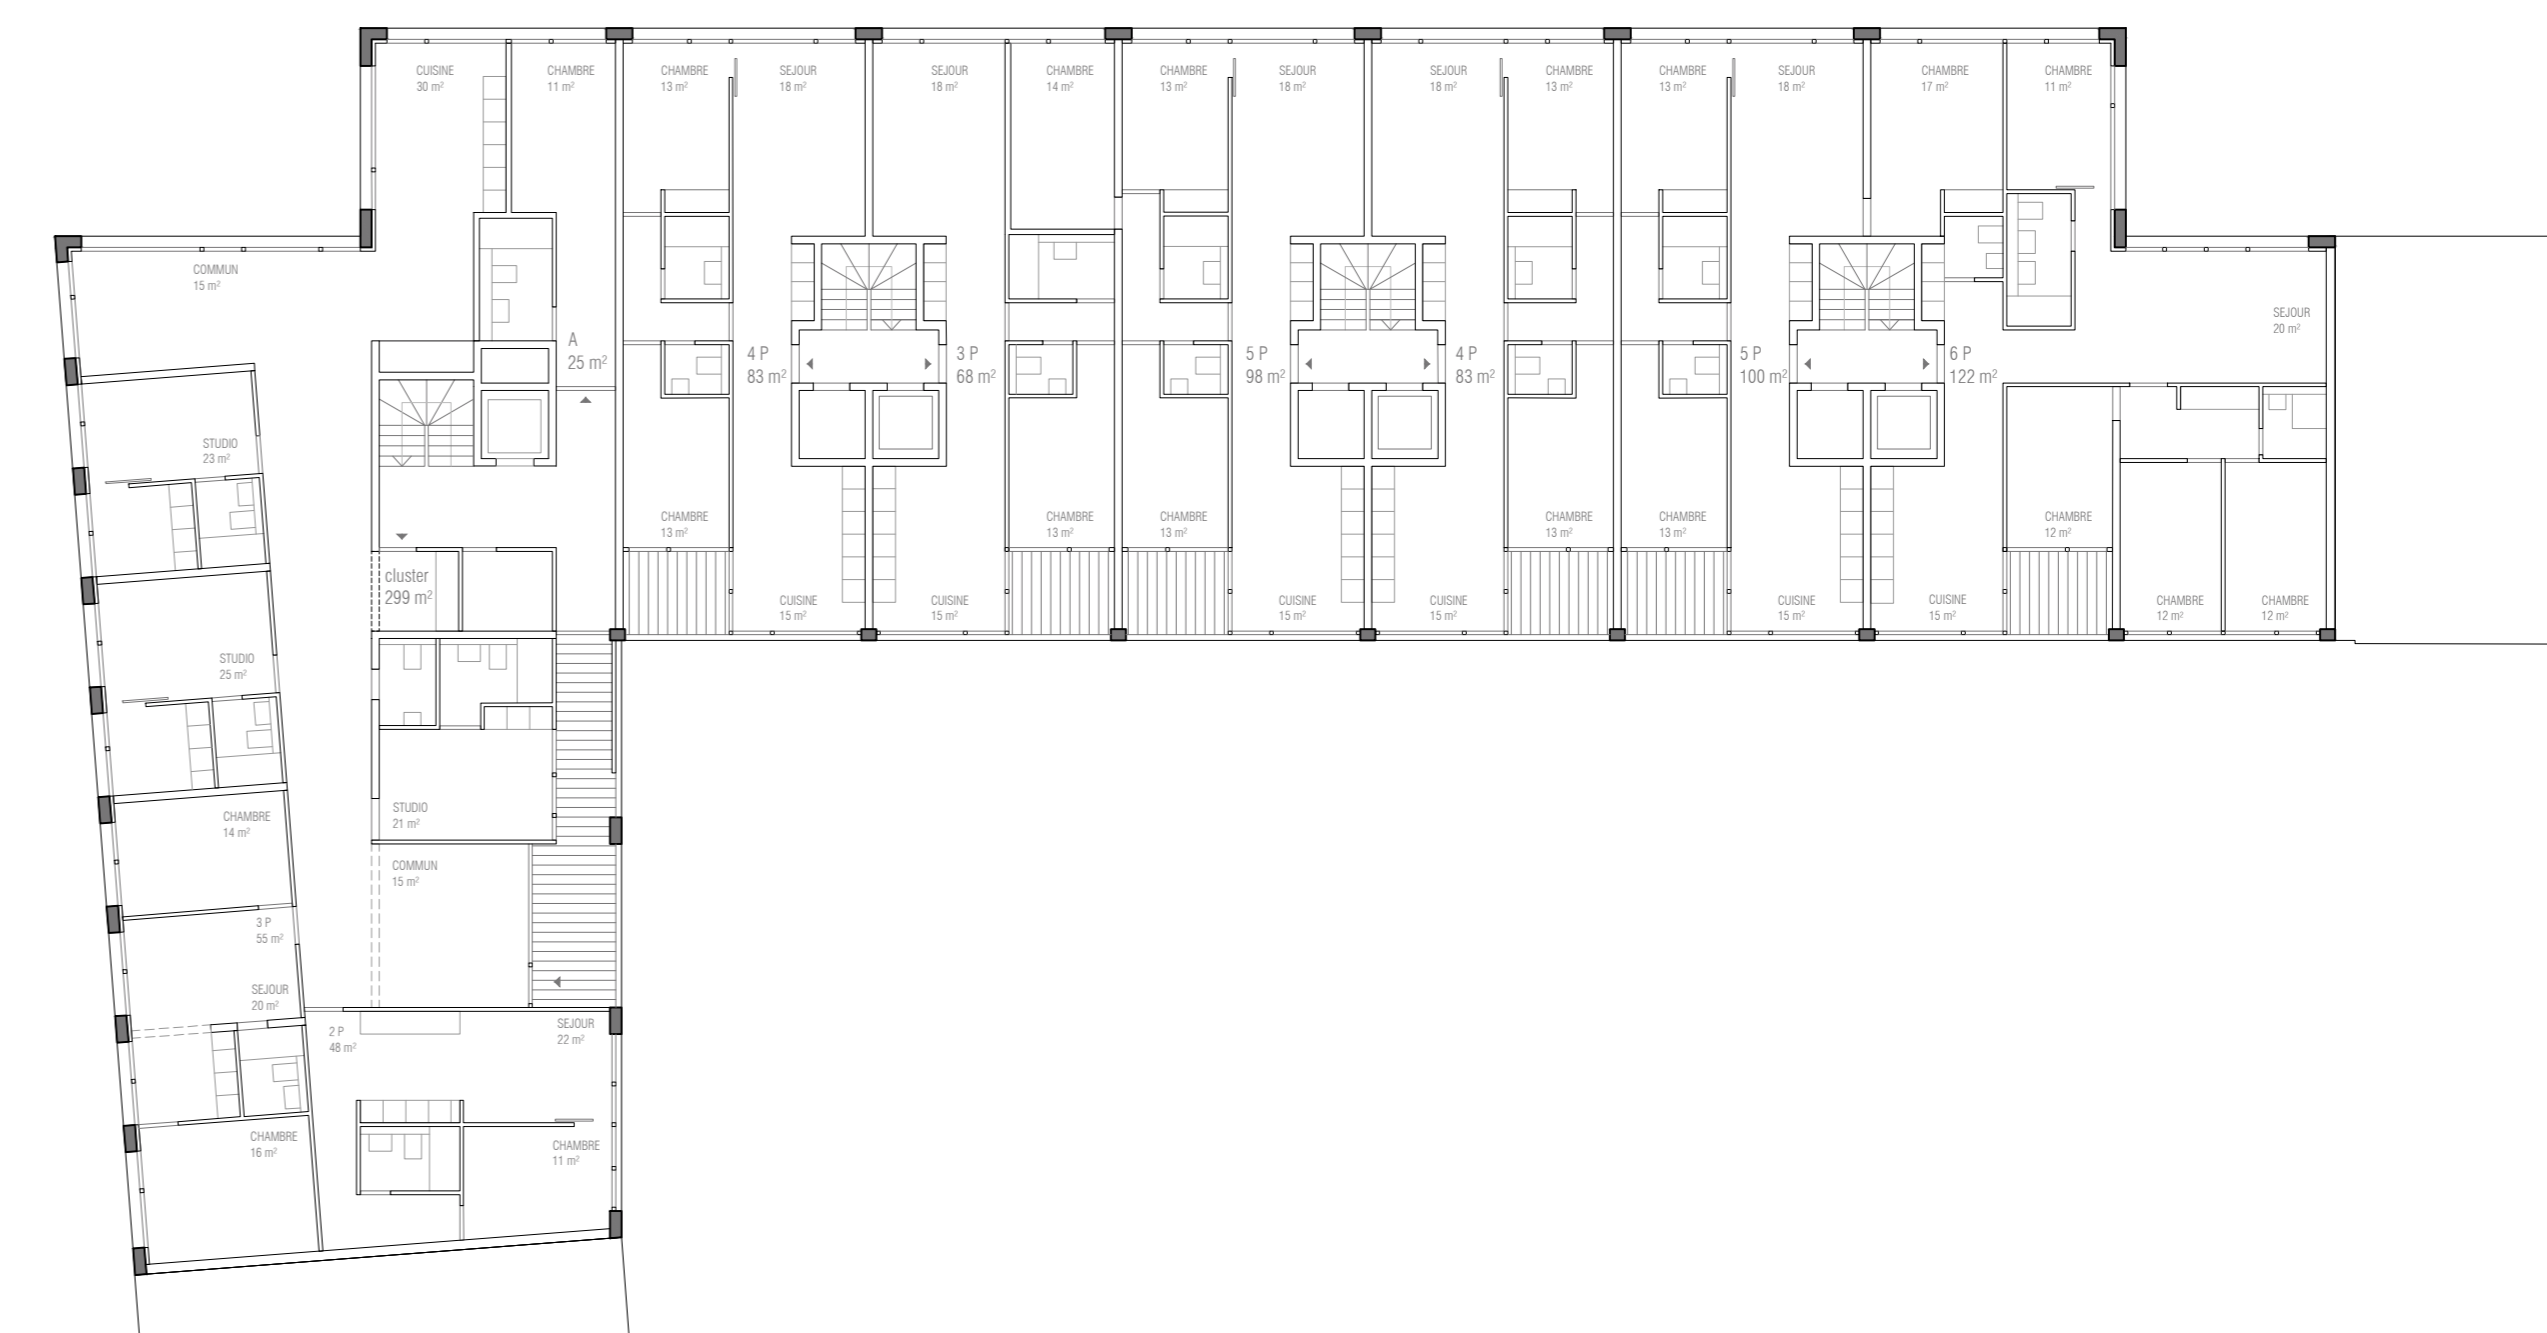 CUISINE
30 m²
CHAMBRE
11 m²
CHAMBRE
13 m²
SEJOUR
18 m²
SEJOUR
18 m²
CHAMBRE
14 m²
CHAMBRE
13 m²
SEJOUR
18 m²
SEJOUR
18 m²
CHAMBRE
13 m²
CHAMBRE
13 m²
SEJOUR
18 m²
CHAMBRE
17 m²
CHAMBRE
11 m²
COMMUN
15 m²
SEJOUR
20 m²
A
25 m²
4 P
83 m²
3 P
68 m²
5 P
98 m²
4 P
83 m²
5 P
100 m²
6 P
122 m²
STUDIO
23 m²
CHAMBRE
13 m²
CHAMBRE
13 m²
CHAMBRE
13 m²
CHAMBRE
13 m²
CHAMBRE
13 m²
CHAMBRE
12 m²
cluster
299 m²
CUISINE
15 m²
CUISINE
15 m²
CUISINE
15 m²
CUISINE
15 m²
CUISINE
15 m²
CUISINE
15 m²
CHAMBRE
12 m²
CHAMBRE
12 m²
STUDIO
25 m²
CHAMBRE
14 m²
STUDIO
21 m²
COMMUN
15 m²
3 P
55 m²
SEJOUR
20 m²
2 P
48 m²
SEJOUR
22 m²
CHAMBRE
16 m²
CHAMBRE
11 m²